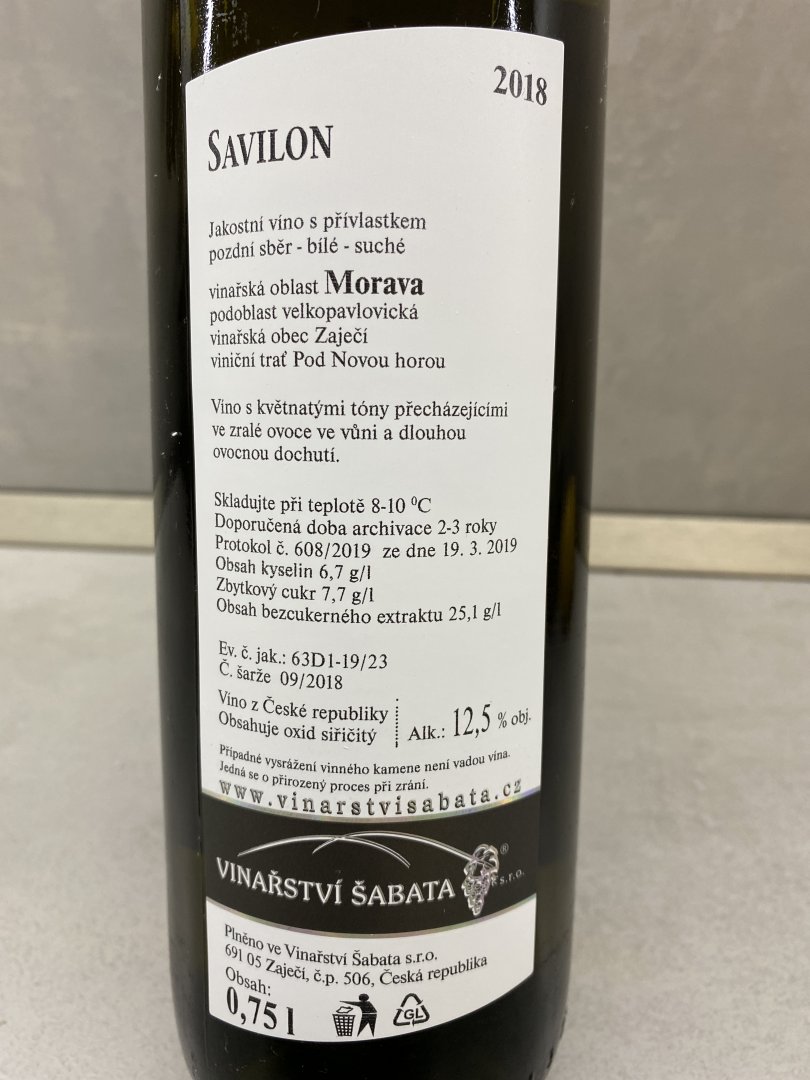 2018
SAVILON
Jakostní víno s přívlastkem
pozdní sběr - bílé - suché
vinařská oblast Morava
podoblast velkopavlovická
vinařská obec Zaječí
viniční trať Pod Novou horou
Víno s květnatými tóny přecházejícími
ve zralé ovoce ve vůni a dlouhou
ovocnou dochutí.
Skladujte při teplotě 8-10 ⁰C
Doporučená doba archivace 2-3 roky
Protokol č. 608/2019 ze dne 19. 3. 2019
Obsah kyselin 6,7 g/l
Zbytkový cukr 7,7 g/l
Obsah bezcukerného extraktu 25,1 g/l
Ev. č. jak.: 63D1-19/23
Č. šarže 09/2018
Víno z České republiky
Obsahuje oxid siřičitý
Alk.: 12,5 % obj.
Případné vysrážení vinného kamene není vadou vína.
Jedná se o přirozený proces při zrání.
www.vinarstvisabata.cz
VINAŘSTVÍ ŠABATA ® s.r.o.
Plněno ve Vinařství Šabata s.r.o.
691 05 Zaječí, č.p. 506, Česká republika
Obsah:
0,75 l
GL